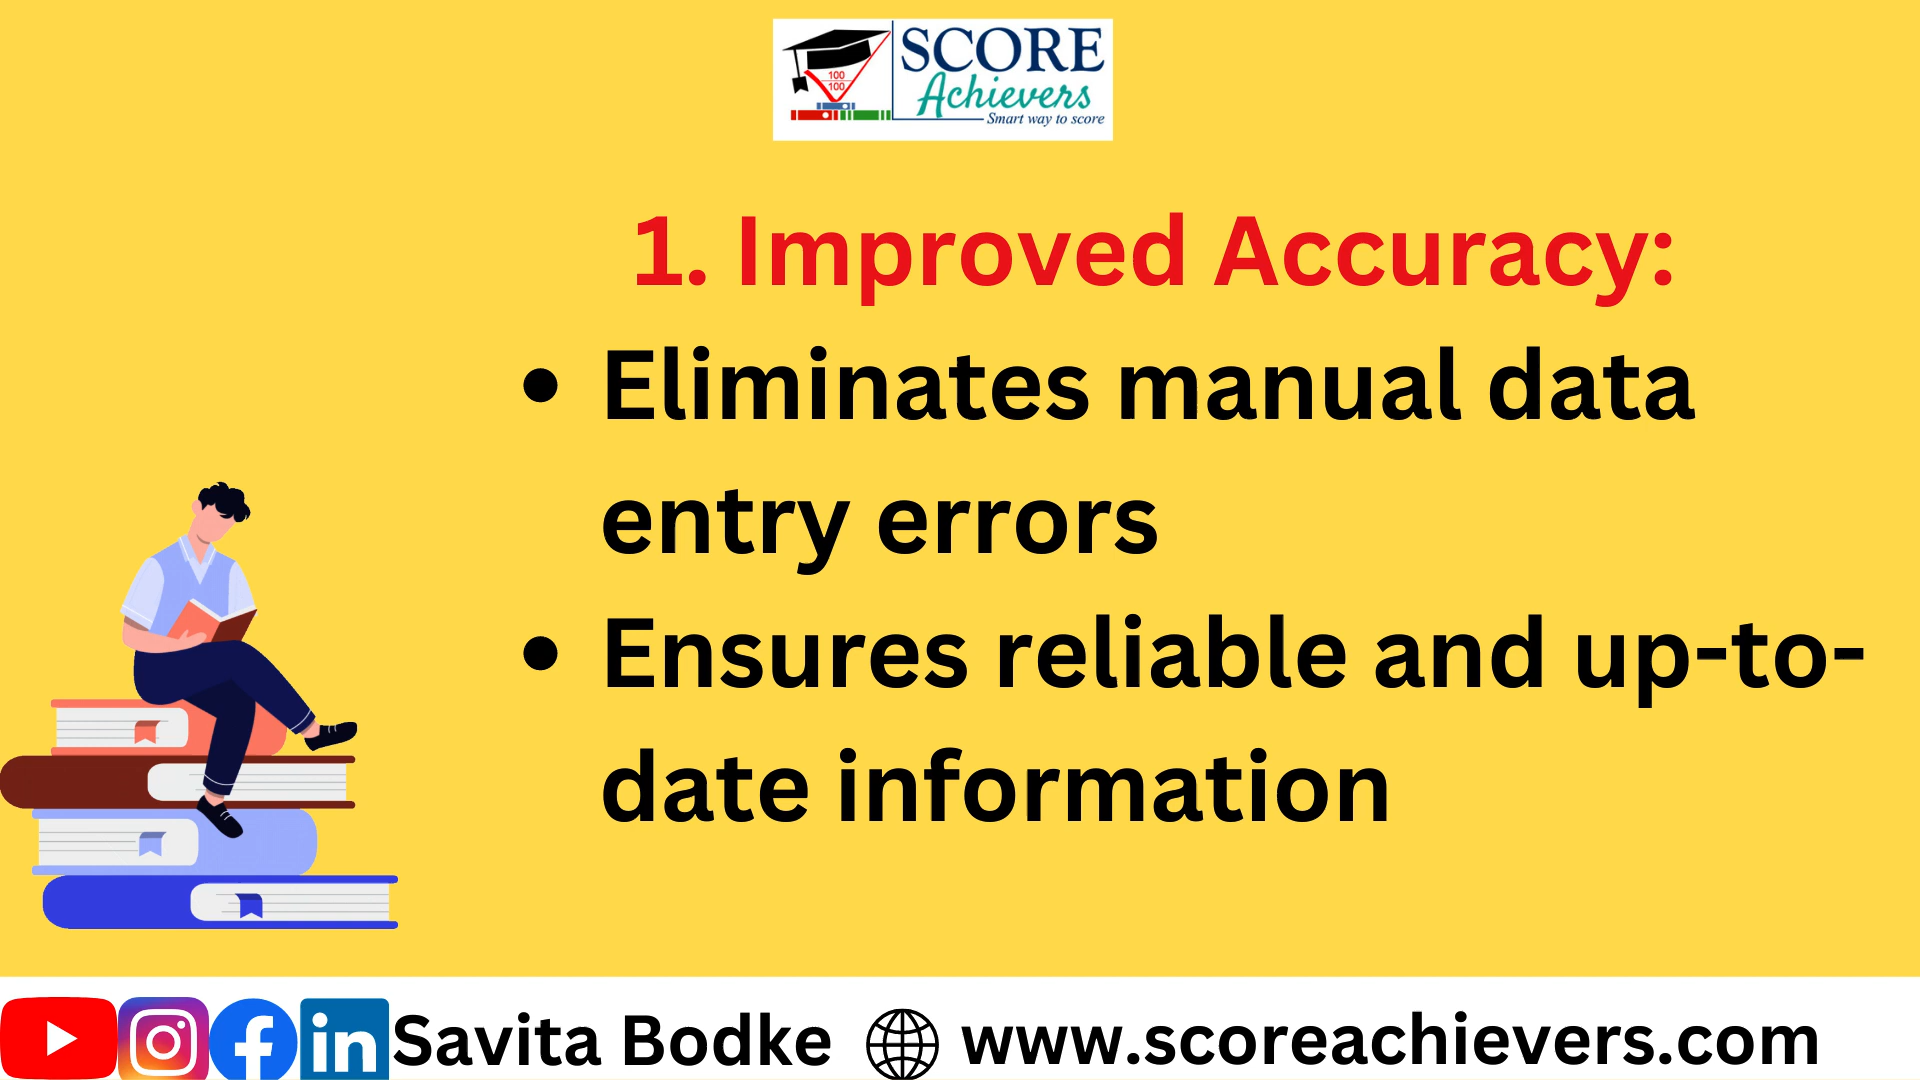 SCORE
Achievers
Smart way to score
100
100
1. Improved Accuracy:
• Eliminates manual data
entry errors
• Ensures reliable and up-to-
date information
in Savita Bodke www.scoreachievers.com